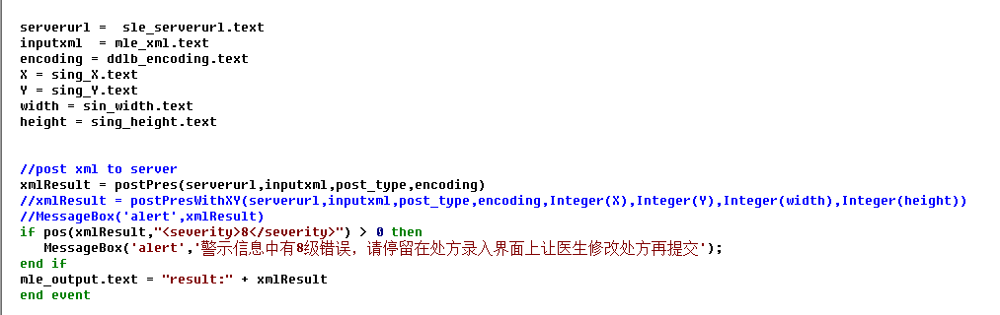 serverurl =  sle_serverurl.text
inputxml  = mle_xml.text
encoding = ddlb_encoding.text
X = sing_X.text
Y = sing_Y.text
width = sin_width.text
height = sing_height.text
//post xml to server
xmlResult = postPres(serverurl,inputxml,post_type,encoding)
//xmlResult = postPresWithXY(serverurl,inputxml,post_type,encoding,Integer(X),Integer(Y),Integer(width),Integer(height))
//MessageBox('alert',xmlResult)
if pos(xmlResult,"<severity>8</severity>") > 0 then
   MessageBox('alert','警示信息中有8级错误，请停留在处方录入界面上让医生修改处方再提交');
end if
mle_output.text = "result:" + xmlResult
end event